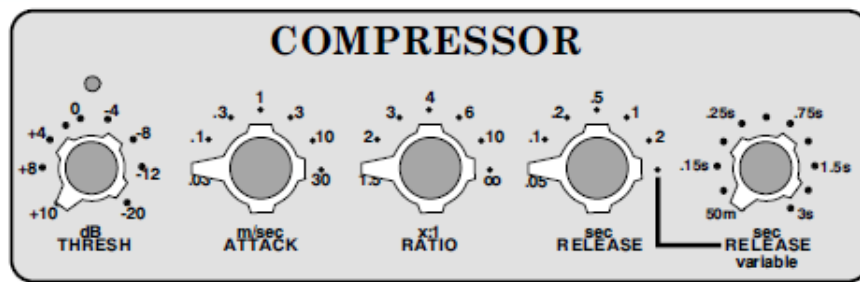 COMPRESSOR
0 -4
+4 -8
+8 -12
+10 -20
dB
THRESH
1
.3 3
.1 10
.03 30
m/sec
ATTACK
4
3 6
2 10
1.5 ∞
x:1
RATIO
.5
.2 1
.1 2
.05
sec
RELEASE
.25s .75s
.15s 1.5s
50m 3s
sec
RELEASE
variable